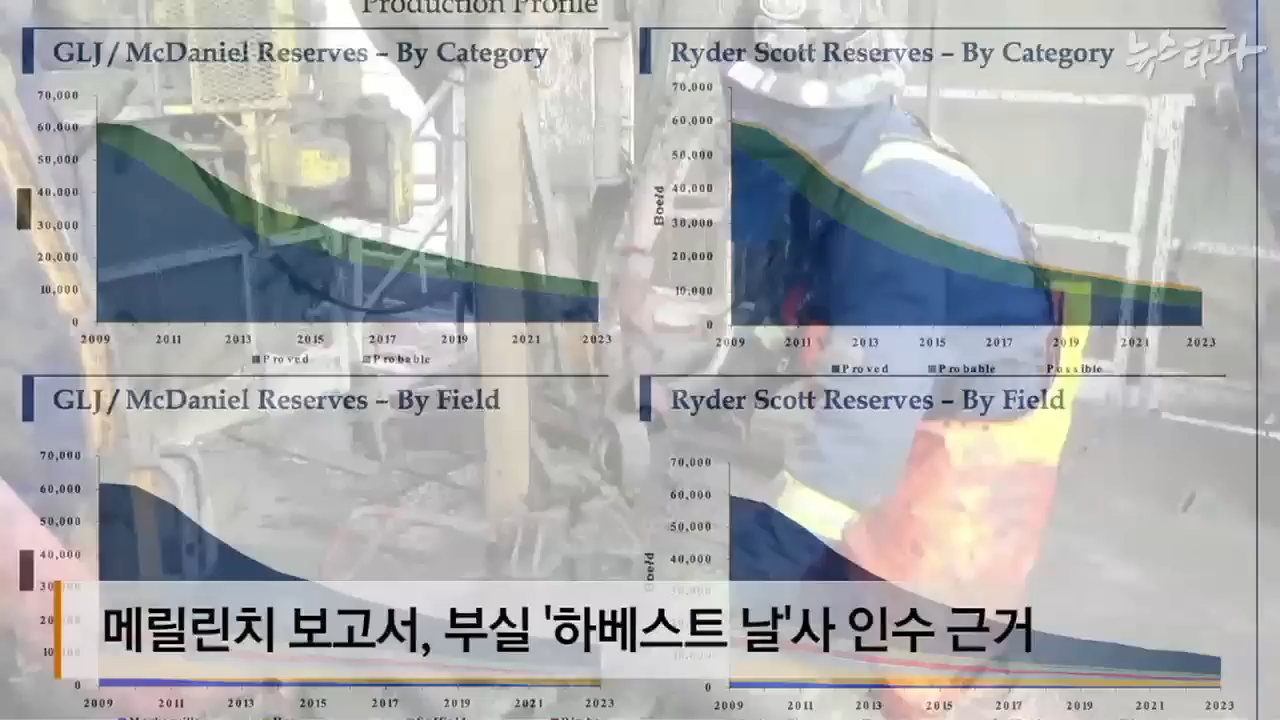 Production Profile
뉴스타파
GLJ / McDaniel Reserves – By Category
70,000
60,000
50,000
40,000
30,000
20,000
10,000
0
2009 2011 2013 2015 2017 2019 2021 2023
Proved Probable
Ryder Scott Reserves – By Category
70,000
60,000
50,000
40,000
30,000
20,000
10,000
0
Boe/d
2009 2011 2013 2015 2017 2019 2021 2023
Proved Probable Possible
GLJ / McDaniel Reserves – By Field
70,000
60,000
50,000
40,000
0
2009 2011 2013 2015 2017 2019 2021 2023
Ryder Scott Reserves – By Field
70,000
60,000
50,000
40,000
0
2009 2011 2013 2015 2017 2019 2021 2023
메릴린치 보고서, 부실 '하베스트 날'사 인수 근거